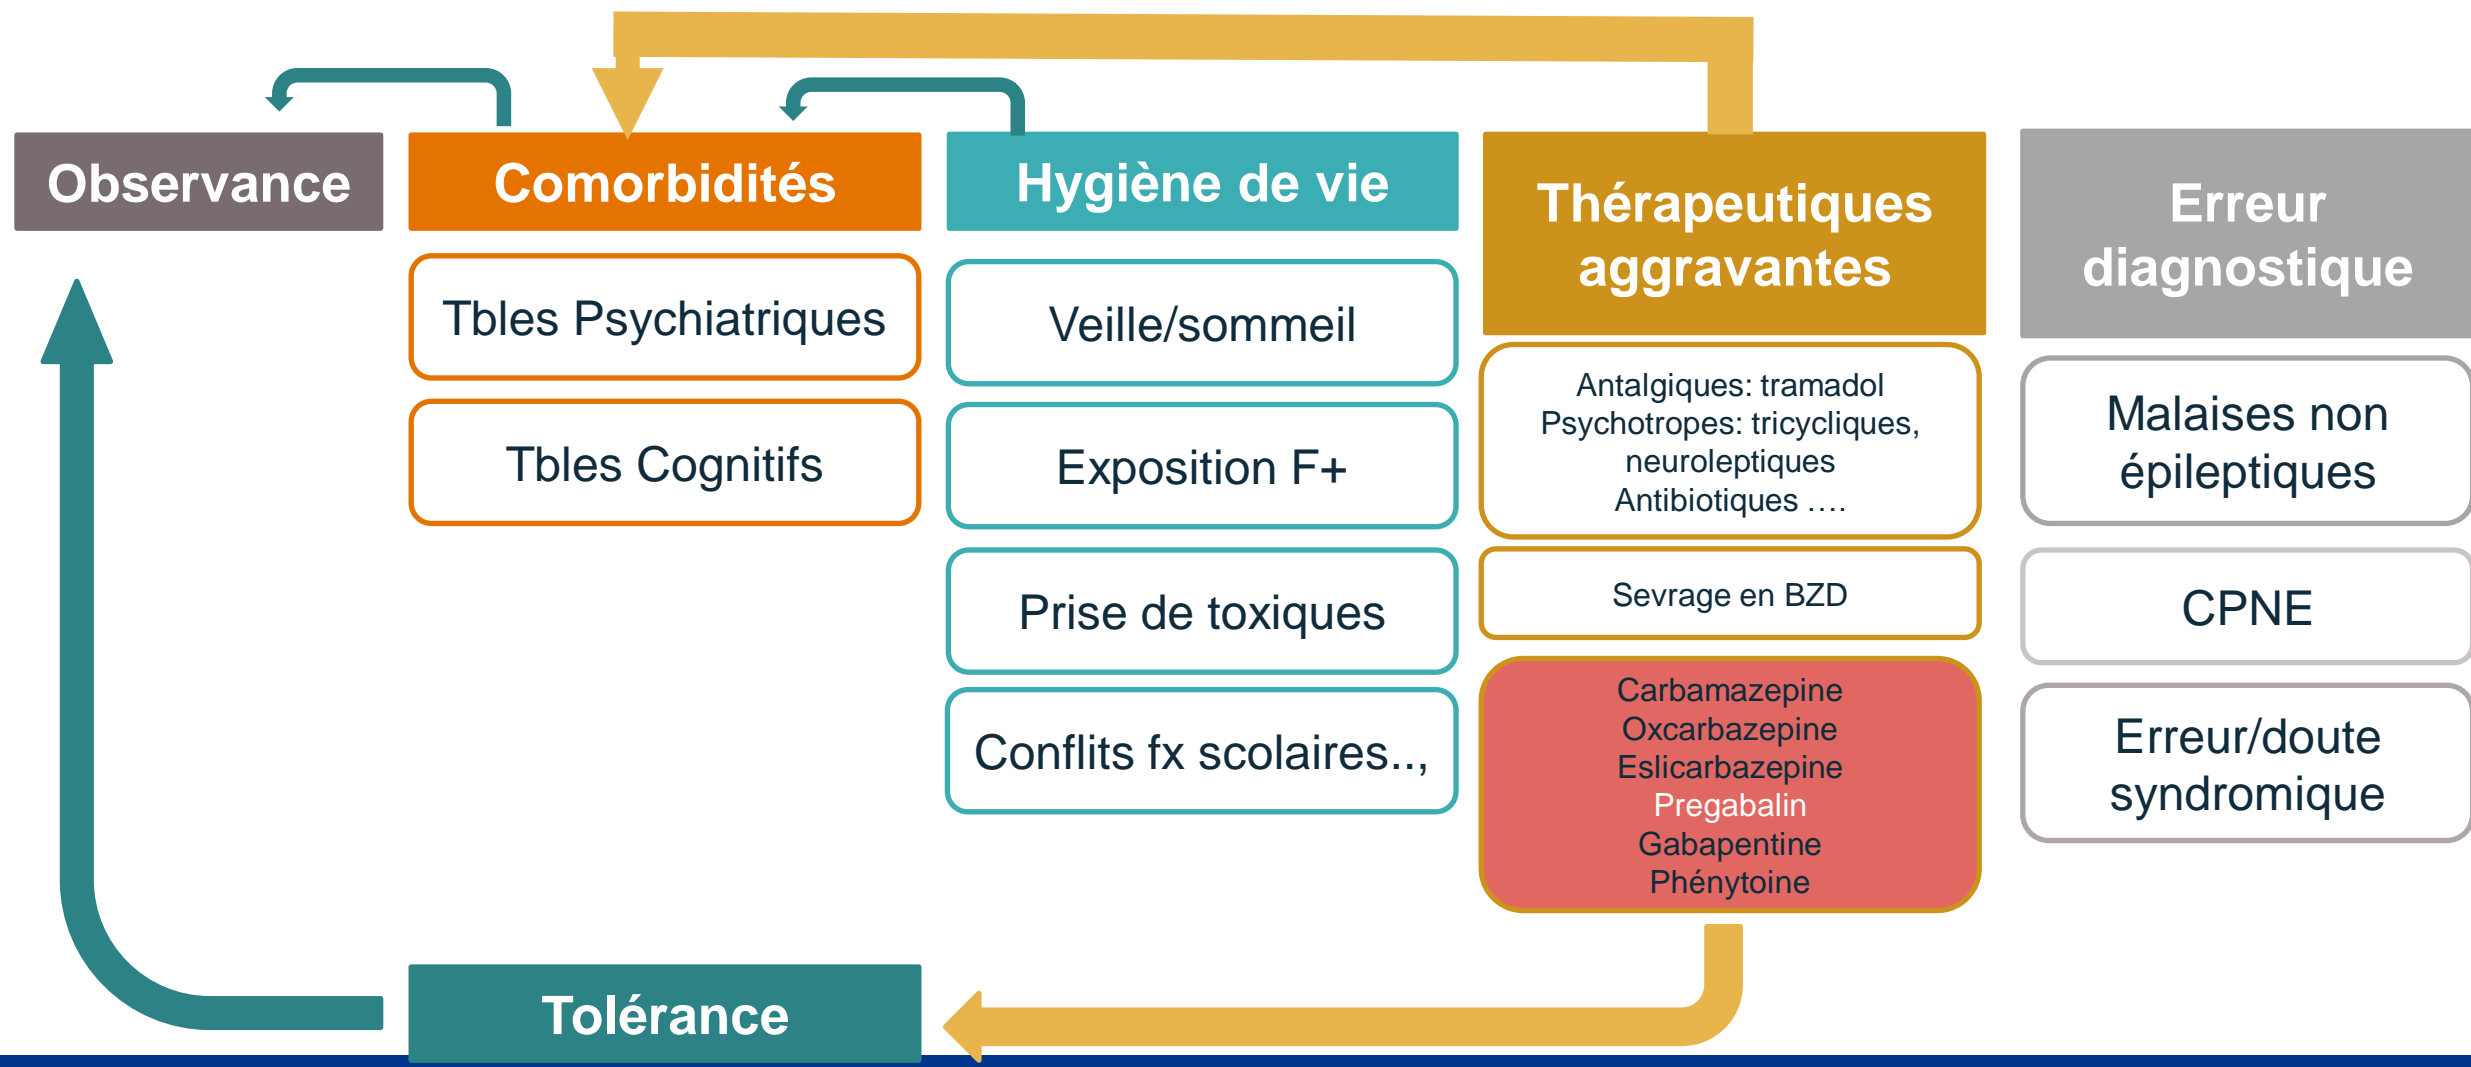 Observance
Comorbidités
Tbles Psychiatriques
Tbles Cognitifs
Hygiène de vie
Veille/sommeil
Exposition F+
Prise de toxiques
Conflits fx scolaires..,
Thérapeutiques
aggravantes
Antalgiques: tramadol
Psychotropes: tricycliques,
neuroleptiques
Antibiotiques ....
Sevrage en BZD
Carbamazepine
Oxcarbazepine
Eslicarbazepine
Pregabalin
Gabapentine
Phénytoine
Erreur
diagnostique
Malaises non
épileptiques
CPNE
Erreur/doute
syndromique
Tolérance